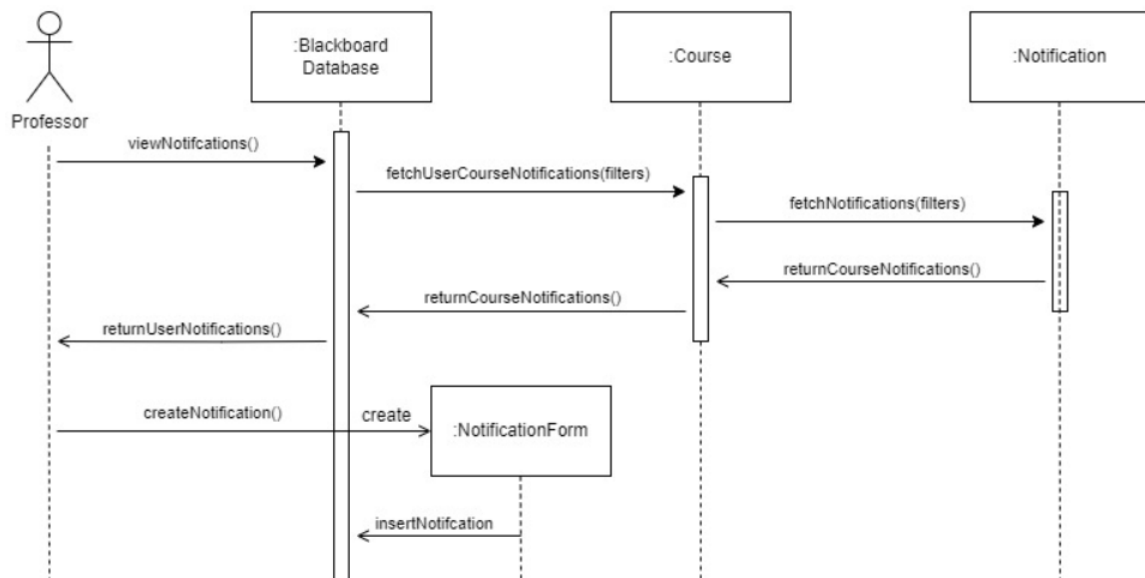 :Blackboard
Database
:Course
:Notification
Professor
viewNotifcations()
fetchUserCourseNotifications(filters)
fetchNotifications(filters)
returnCourseNotifications()
returnCourseNotifications()
returnUserNotifications()
createNotification()
create
:NotificationForm
insertNotifcation